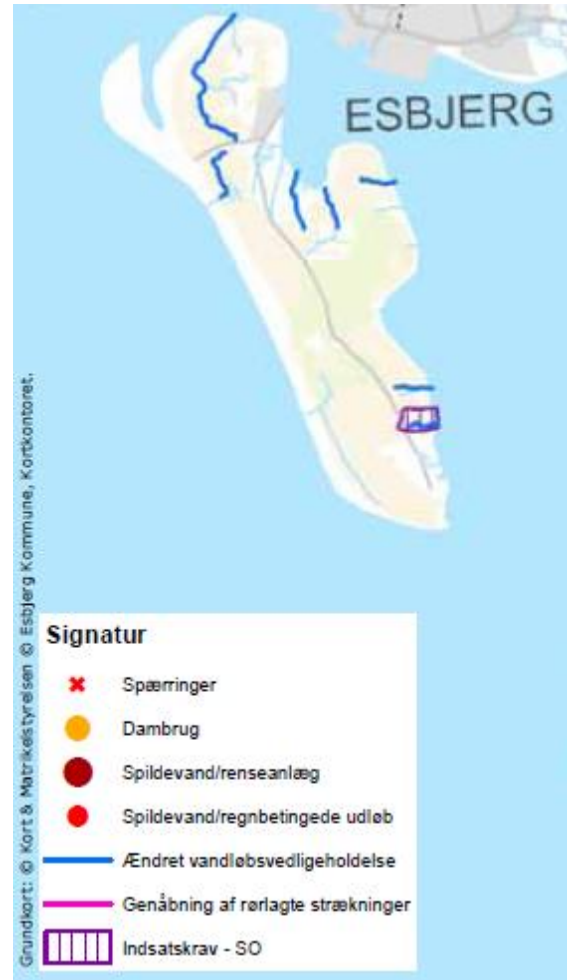 ESBJERG
Grundkort: © Kort & Matrikelstyrelsen © Esbjerg Kommune, Kortkontoret.
Signatur
Spærringer
Dambrug
Spildevand/renseanlæg
Spildevand/regnbetingede udløb
Ændret vandløbsvedligeholdelse
Genåbning af rørlagte strækninger
Indsatskrav - SO